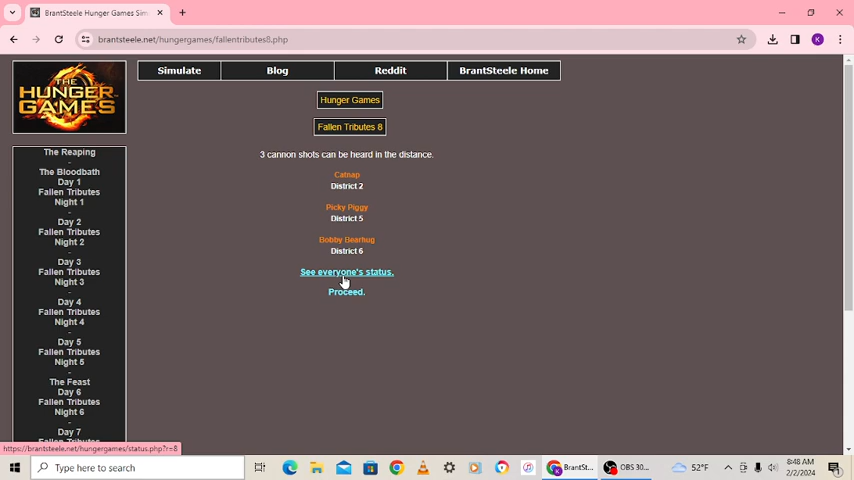 BrantSteele Hunger Games Sim
brantsteele.net/hungergames/fallentributes8.php
K
THE
HUNGER
GAMES
Simulate
Blog
Reddit
BrantSteele Home
Hunger Games
Fallen Tributes 8
3 cannon shots can be heard in the distance.
Catnap
District 2
Picky Piggy
District 5
Bobby Bearhug
District 6
See everyone's status.
Proceed.
The Reaping
-
The Bloodbath
Day 1
Fallen Tributes
Night 1
-
Day 2
Fallen Tributes
Night 2
-
Day 3
Fallen Tributes
Night 3
-
Day 4
Fallen Tributes
Night 4
-
Day 5
Fallen Tributes
Night 5
-
The Feast
Day 6
Fallen Tributes
Night 6
-
Day 7
Fallen Tributes
https://brantsteele.net/hungergames/status.php?r=8
Type here to search
BrantSt...
OBS 30....
52°F
8:48 AM
2/2/2024